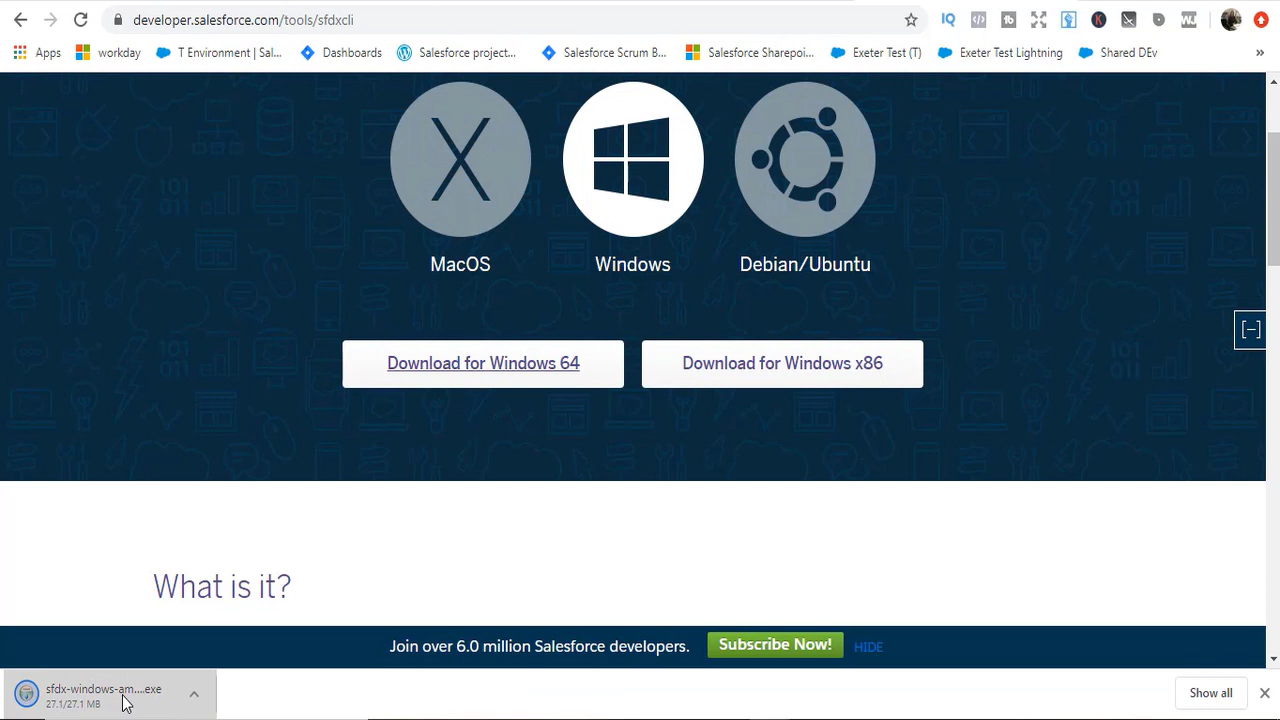 developer.salesforce.com/tools/sfdxcli
Apps
workday
T Environment | Sal...
Dashboards
Salesforce project...
Salesforce Scrum B...
Salesforce Sharepoi...
Exeter Test (T)
Exeter Test Lightning
Shared DEv
»
MacOS
Windows
Debian/Ubuntu
Download for Windows 64
Download for Windows x86
[−]
What is it?
Join over 6.0 million Salesforce developers.
Subscribe Now!
HIDE
sfdx-windows-am....exe
27.1/27.1 MB
Show all